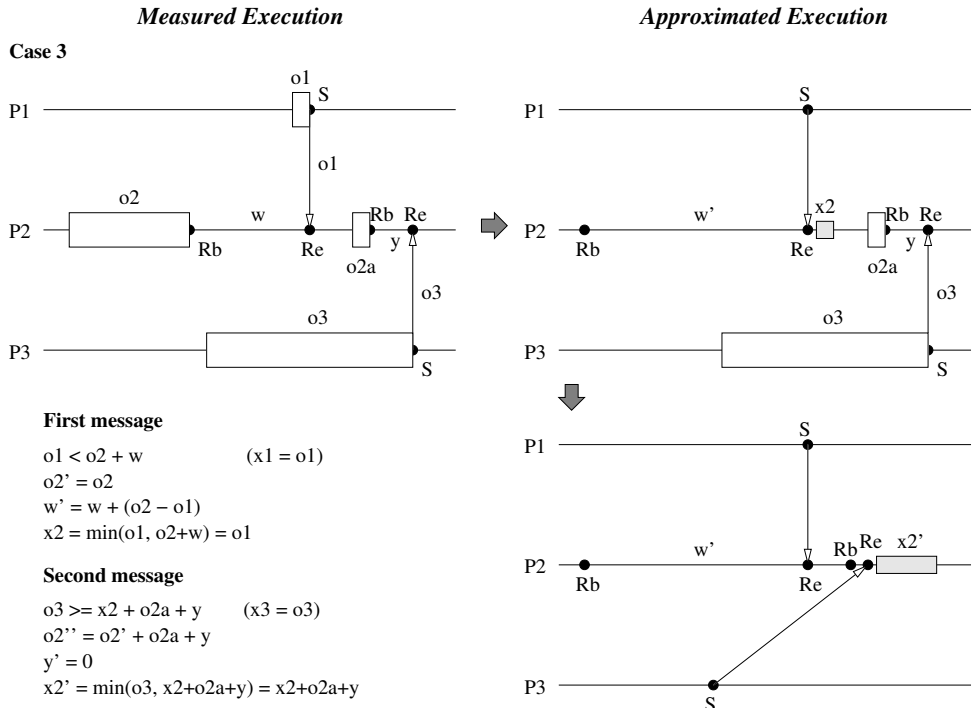 Measured Execution
Approximated Execution
Case 3
o1
S
P1
o1
o2
w
Rb
Re
P2
Rb
Re
y
o2a
o3
o3
P3
S
S
P1
x2
w'
Rb
Re
P2
Rb
Re
y
o2a
o3
o3
P3
S
First message
o1 < o2 + w (x1 = o1)
o2' = o2
w' = w + (o2 − o1)
x2 = min(o1, o2+w) = o1
Second message
o3 >= x2 + o2a + y (x3 = o3)
o2'' = o2' + o2a + y
y' = 0
x2' = min(o3, x2+o2a+y) = x2+o2a+y
S
P1
w'
Rb
Re
x2'
P2
Rb
Re
P3
S